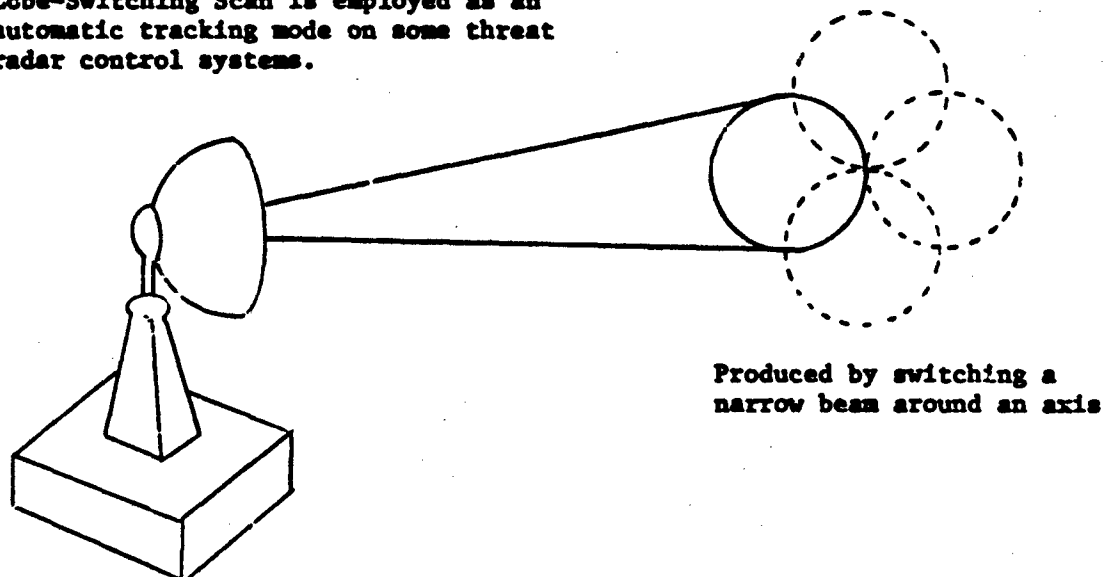 Lobe-Switching Scan is employed as an
automatic tracking mode on some threat
radar control systems.
Produced by switching a
narrow beam around an axis